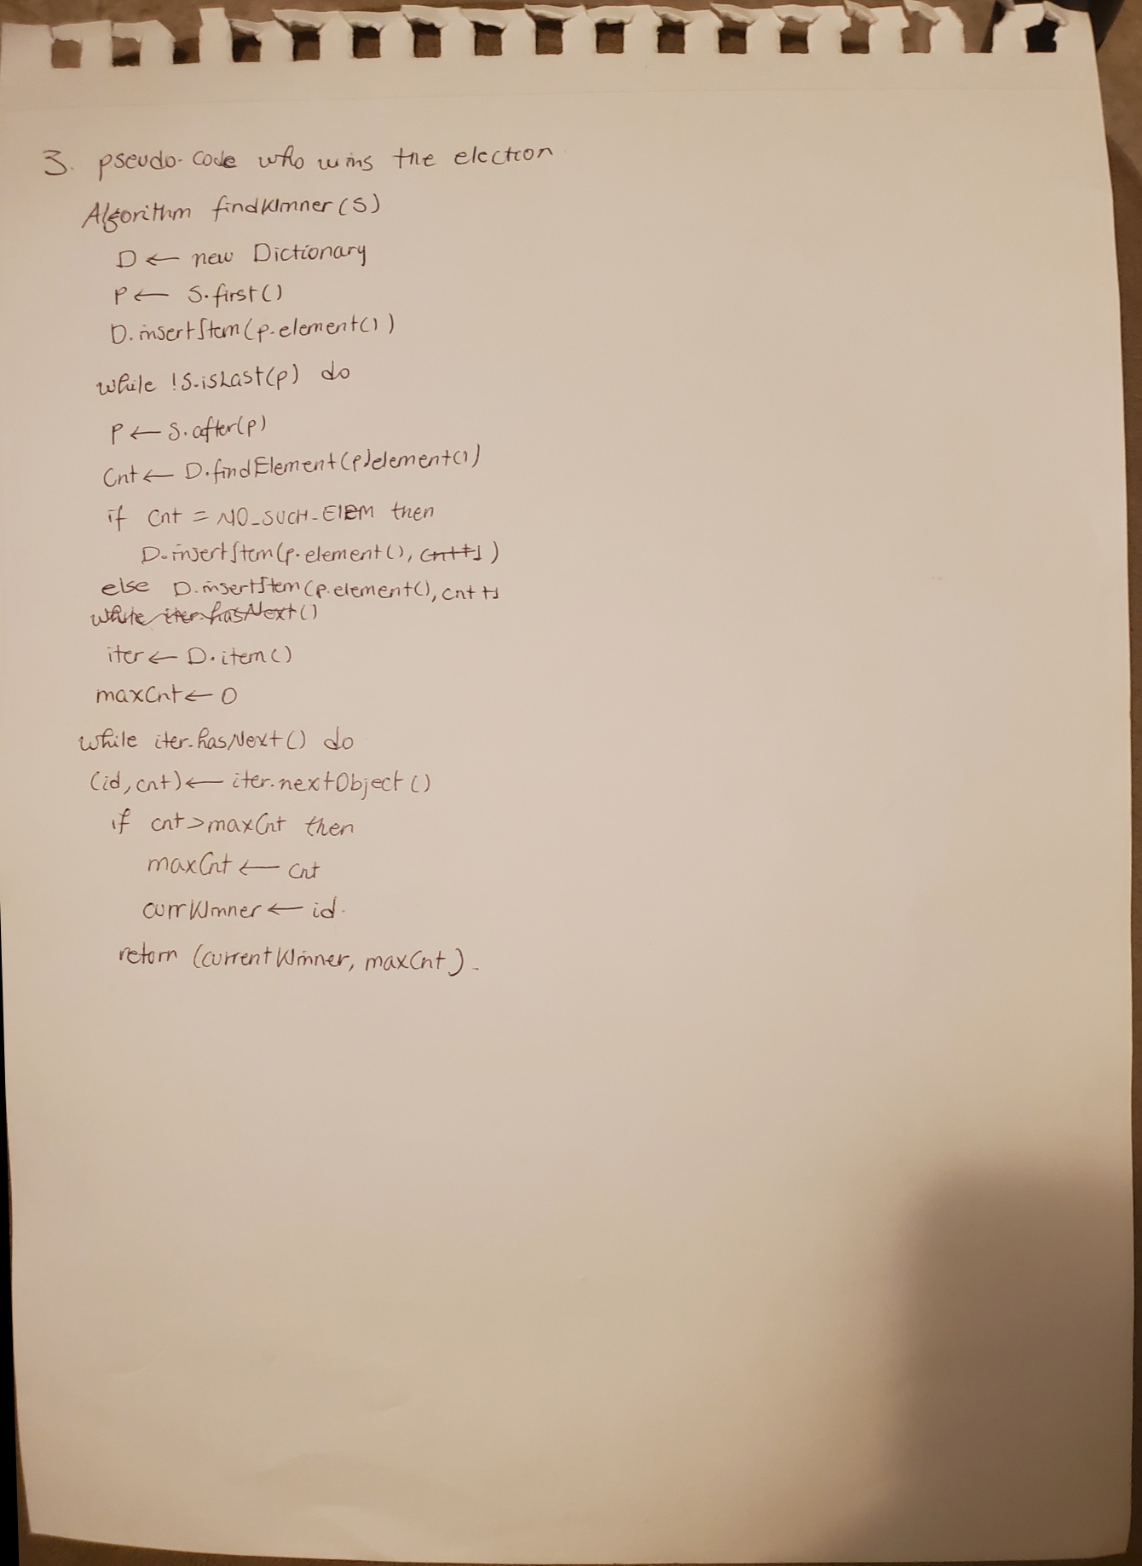 3. pseudo-code who wins the election
Algorithm findWinner(S)
D ← new Dictionary
P ← S.first()
D.insertItem(p.element())
while !S.isLast(p) do
P ← S.after(p)
Cnt ← D.findElement(p)element()
if Cnt = NO_SUCH_ElEM then
D.insertItem(p.element(), cnt+1)
else D.insertItem(p.element(), cnt+1
while iter.hasNext()
iter ← D.item()
maxCnt ← 0
while iter.hasNext() do
(id, cnt) ← iter.nextObject()
if cnt > maxCnt then
maxCnt ← cnt
currWinner ← id.
return (currentWinner, maxCnt).